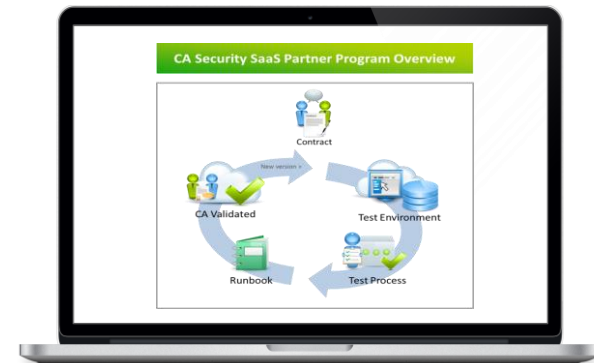 CA Security SaaS Partner Program Overview
Contract
New version »
CA Validated
Test Environment
Runbook
Test Process